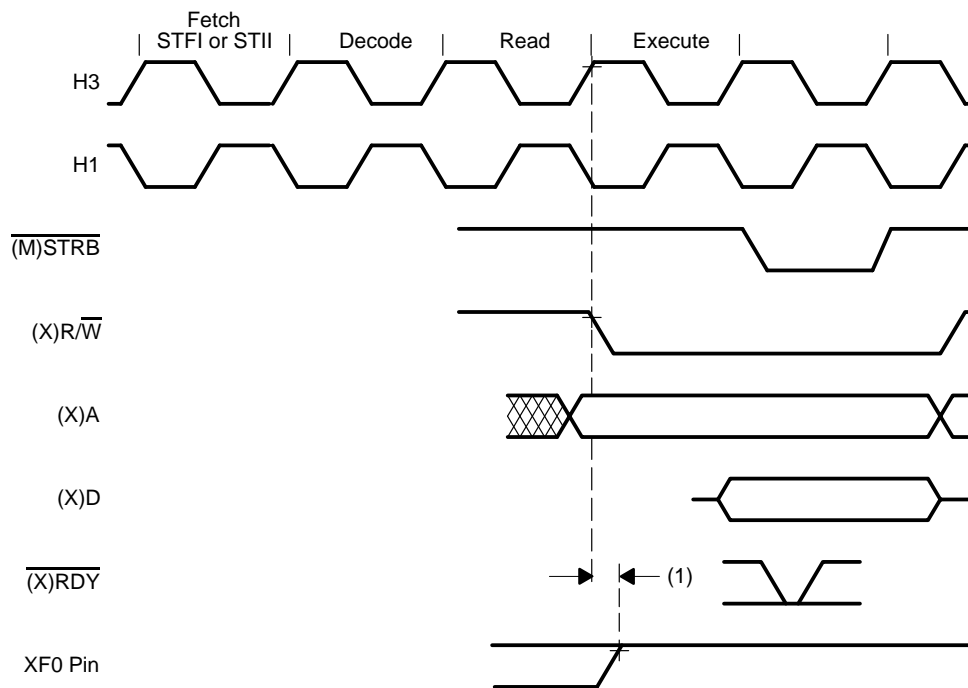 Fetch
STFI or STII Decode Read Execute
H3
H1
(M)STRB
(X)R/W
(X)A
(X)D
(X)RDY (1)
XF0 Pin